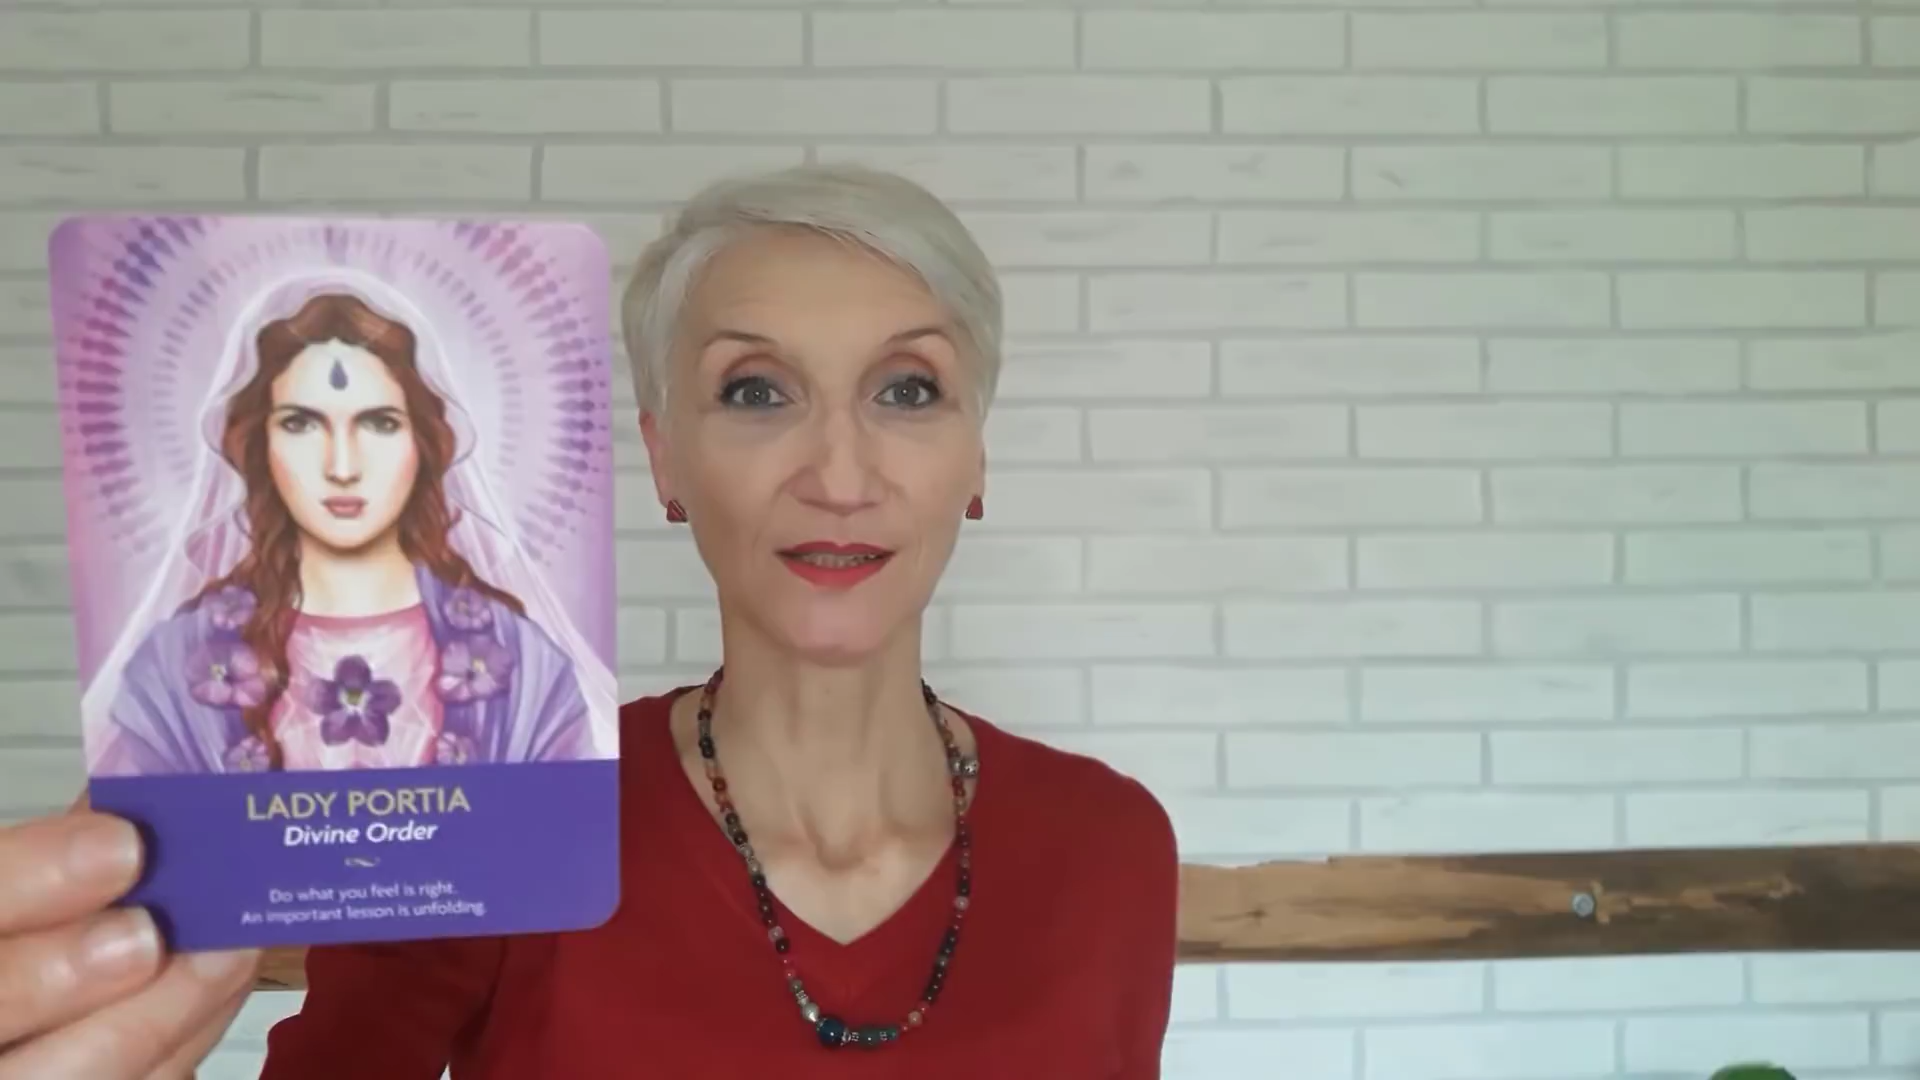 LADY PORTIA
Divine Order
Do what you feel is right.
An important lesson is unfolding.